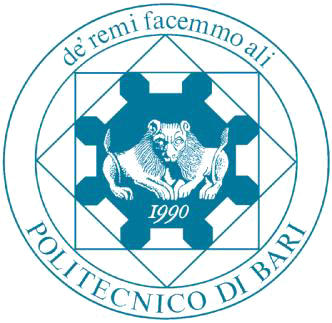 de' remi facemmo ali
1990
POLITECNICO DI BARI